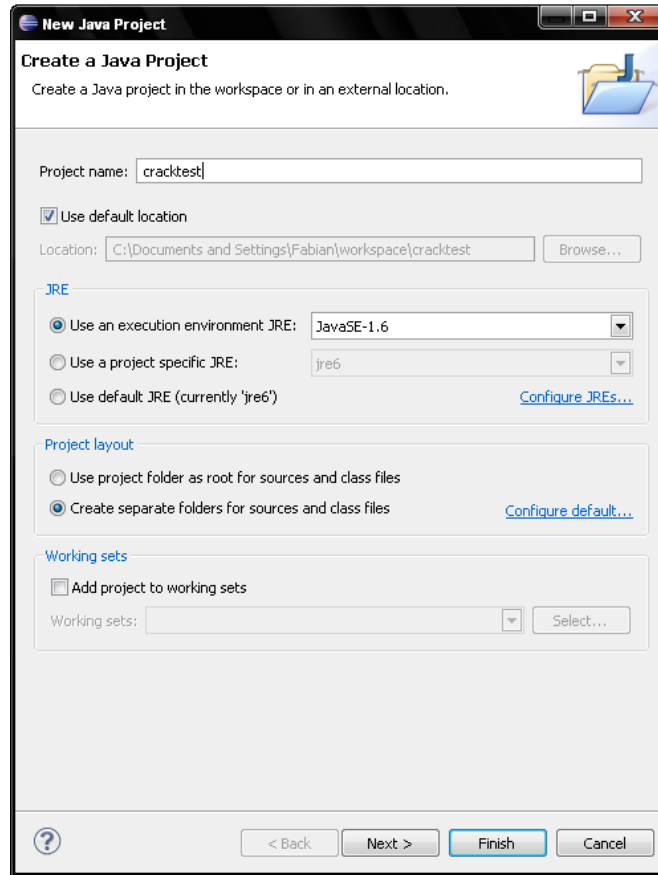 New Java Project
Create a Java Project
Create a Java project in the workspace or in an external location.
Project name: cracktest
Use default location
Location: C:\Documents and Settings\Fabian\workspace\cracktest Browse...
JRE
Use an execution environment JRE: JavaSE-1.6
Use a project specific JRE: jre6
Use default JRE (currently 'jre6') Configure JREs...
Project layout
Use project folder as root for sources and class files
Create separate folders for sources and class files Configure default...
Working sets
Add project to working sets
Working sets: Select...
? < Back Next > Finish Cancel